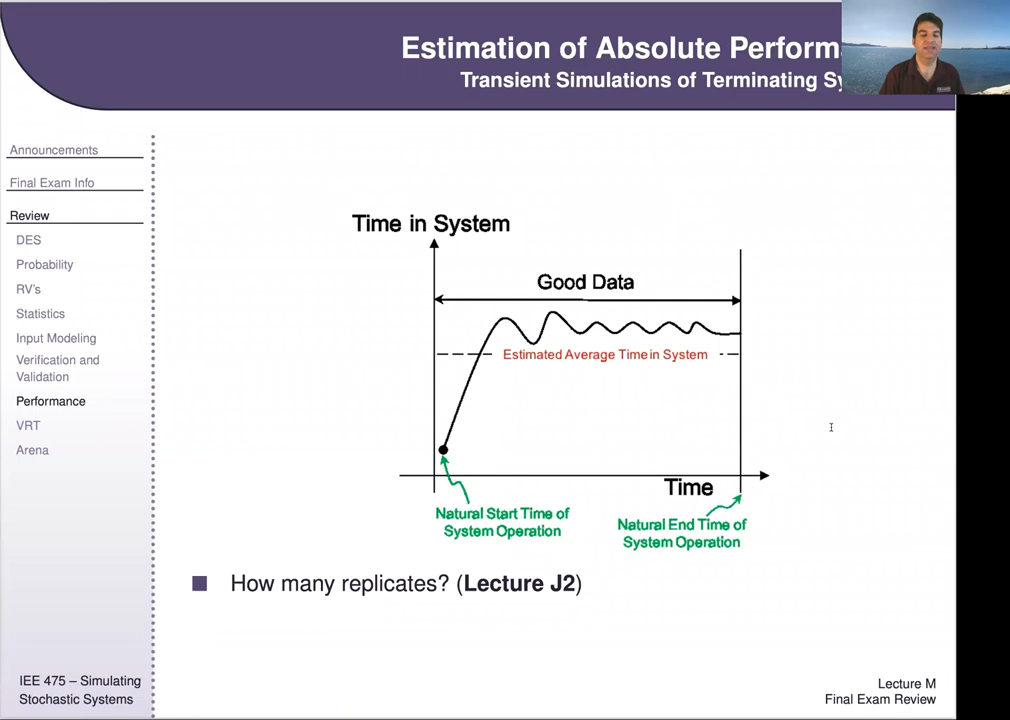 Estimation of Absolute
Transient Simulations of Terminating
Announcements
Final Exam Info
Review
DES
Probability
RV's
Statistics
Input Modeling
Verification and
Validation
Performance
VRT
Arena
Time in System
Good Data
Estimated Average Time in System
Time
Natural Start Time of
System Operation
Natural End Time of
System Operation
How many replicates? (Lecture J2)
IEE 475 – Simulating
Stochastic Systems
Lecture M
Final Exam Review